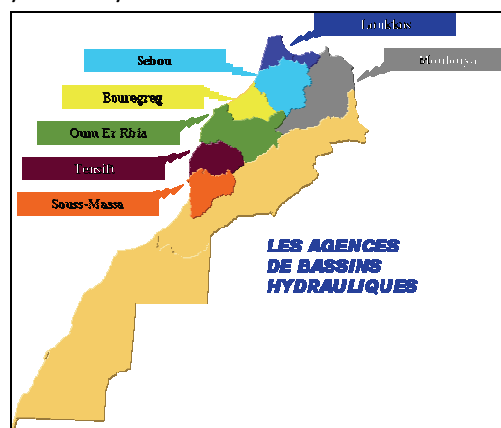 Loukkos
Sebou
Moulouya
Bouregreg
Oum Er Rbia
Tensift
Souss-Massa
LES AGENCES
DE BASSINS
HYDRAULIQUES